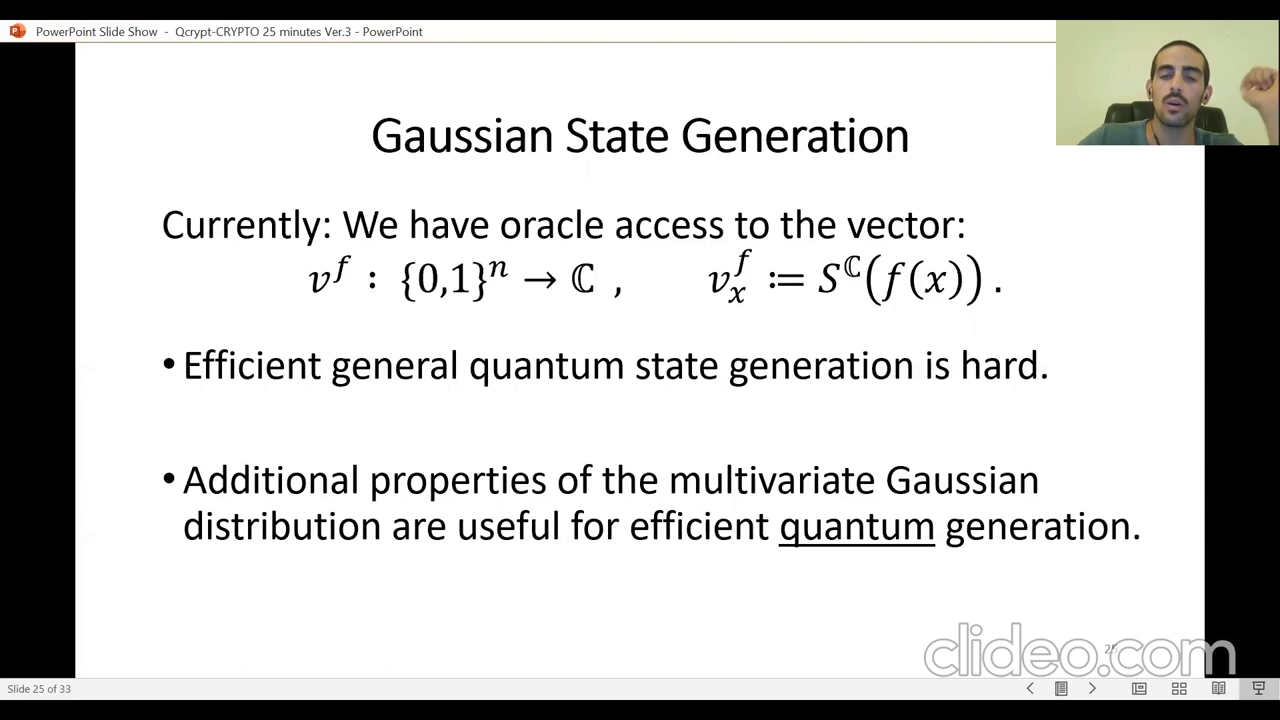 PowerPoint Slide Show - Qcrypt-CRYPTO 25 minutes Ver.3 - PowerPoint
Gaussian State Generation
Currently: We have oracle access to the vector:
v^f : {0,1}^n → ℂ , v_x^f ≔ S^ℂ(f(x)) .
• Efficient general quantum state generation is hard.
• Additional properties of the multivariate Gaussian
distribution are useful for efficient quantum generation.
25
clideo.com
Slide 25 of 33